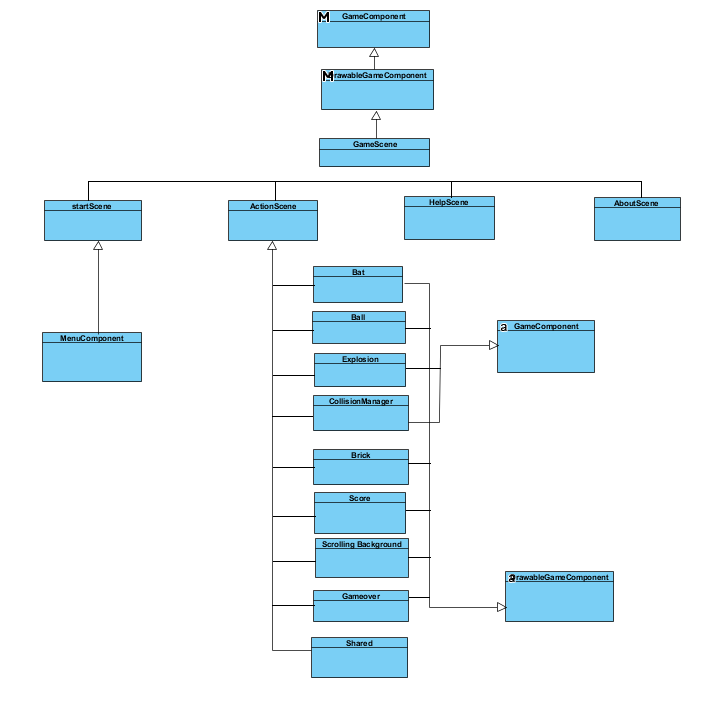 M GameComponent
M rawableGameComponent
GameScene
startScene
ActionScene
HelpScene
AboutScene
Bat
Ball
a GameComponent
MenuComponent
Explosion
CollisionManager
Brick
Score
Scrolling Background
a rawableGameComponent
Gameover
Shared